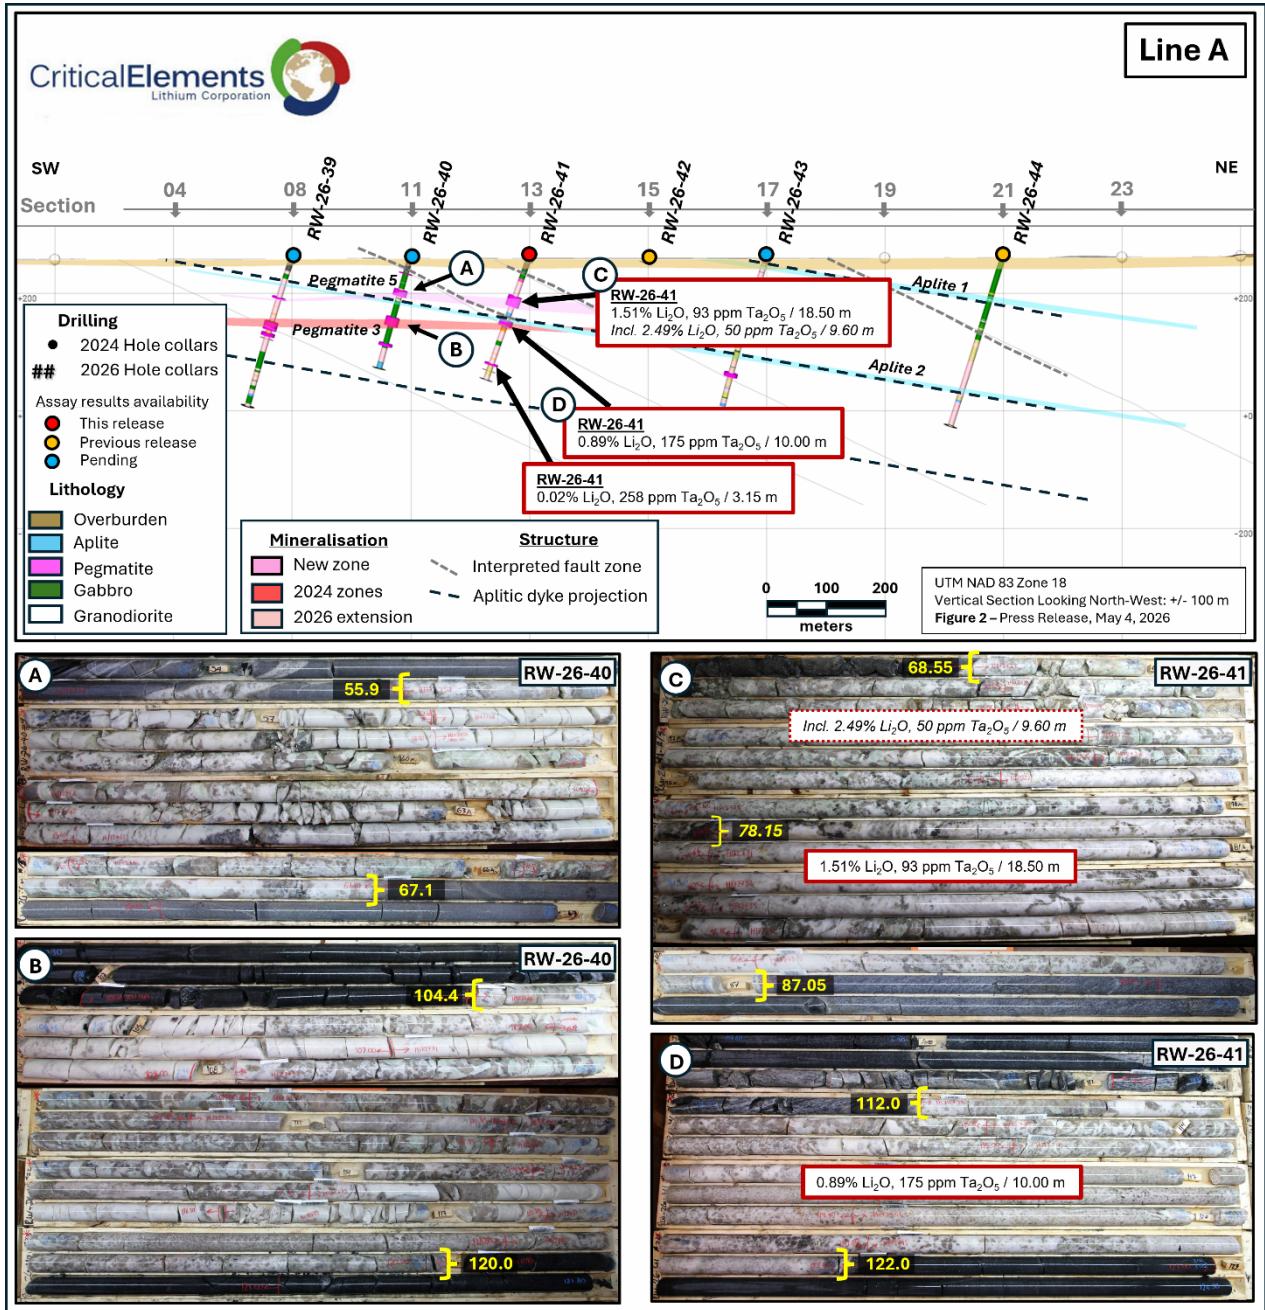 CriticalElements
Lithium Corporation
Line A
SW
NE
Section
04
08
11
13
15
17
19
21
23
RW-26-39
RW-26-40
RW-26-41
RW-26-42
RW-26-43
RW-26-44
A
C
Pegmatite 5
Aplite 1
RW-26-41
1.51% Li₂O, 93 ppm Ta₂O₅ / 18.50 m
Incl. 2.49% Li₂O, 50 ppm Ta₂O₅ / 9.60 m
+200
+200
Pegmatite 3
B
Aplite 2
D
RW-26-41
0.89% Li₂O, 175 ppm Ta₂O₅ / 10.00 m
+0
RW-26-41
0.02% Li₂O, 258 ppm Ta₂O₅ / 3.15 m
-200
Drilling
2024 Hole collars
## 2026 Hole collars
Assay results availability
This release
Previous release
Pending
Lithology
Overburden
Aplite
Pegmatite
Gabbro
Granodiorite
Mineralisation
New zone
2024 zones
2026 extension
Structure
Interpreted fault zone
Aplitic dyke projection
0 100 200
meters
UTM NAD 83 Zone 18
Vertical Section Looking North-West: +/- 100 m
Figure 2 – Press Release, May 4, 2026
A
RW-26-40
55.9
67.1
B
RW-26-40
104.4
120.0
C
RW-26-41
68.55
Incl. 2.49% Li₂O, 50 ppm Ta₂O₅ / 9.60 m
78.15
1.51% Li₂O, 93 ppm Ta₂O₅ / 18.50 m
87.05
D
RW-26-41
112.0
0.89% Li₂O, 175 ppm Ta₂O₅ / 10.00 m
122.0